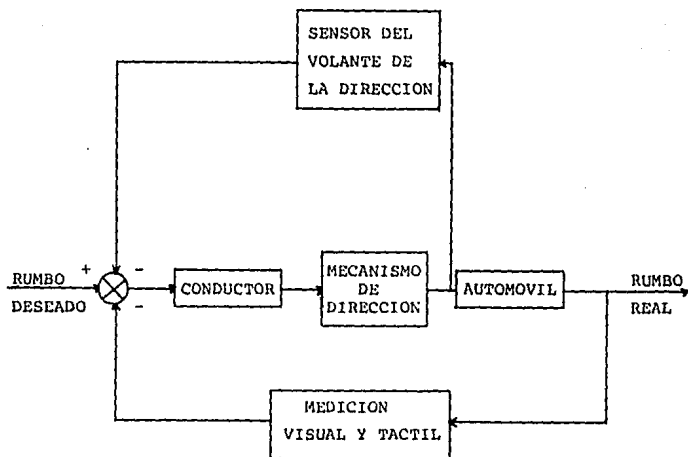 SENSOR DEL
VOLANTE DE
LA DIRECCION
RUMBO
DESEADO
+
-
-
CONDUCTOR
MECANISMO
DE
DIRECCION
AUTOMOVIL
RUMBO
REAL
MEDICION
VISUAL Y TACTIL